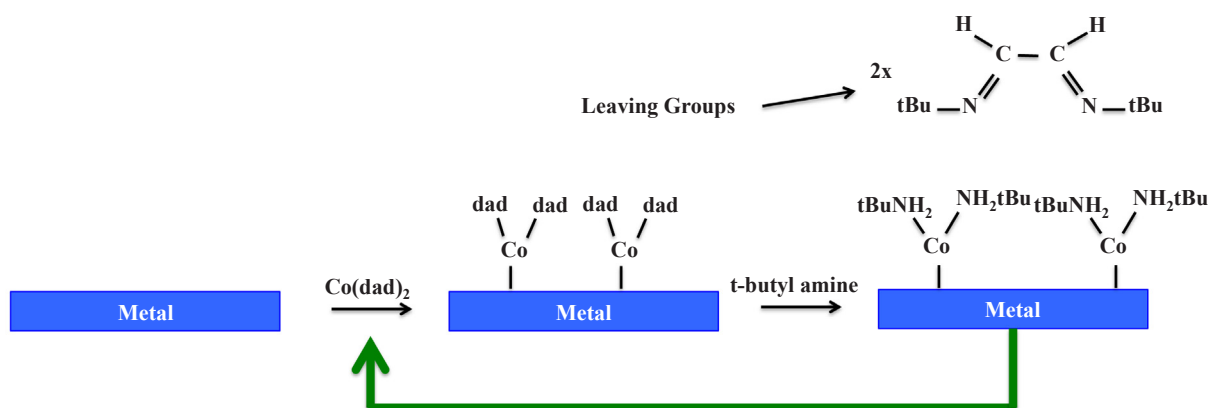 H H
2x C C
Leaving Groups tBu N N tBu
dad dad dad dad tBuNH₂ NH₂tBu tBuNH₂ NH₂tBu
Co Co Co Co
Co(dad)₂ t-butyl amine
Metal Metal Metal